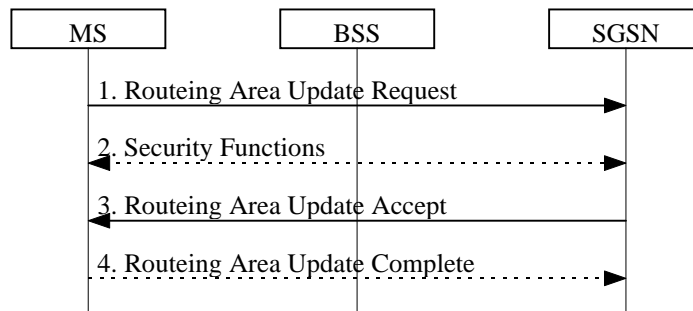 MS
BSS
SGSN
1. Routeing Area Update Request
2. Security Functions
3. Routeing Area Update Accept
4. Routeing Area Update Complete